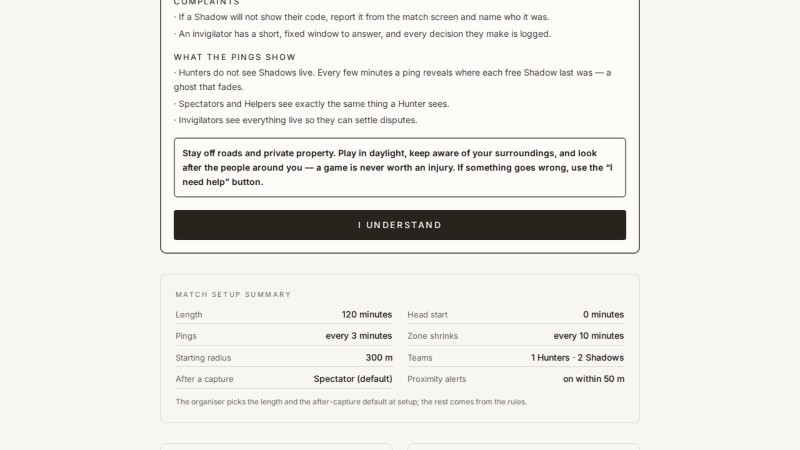 COMPLAINTS
· If a Shadow will not show their code, report it from the match screen and name who it was.
· An invigilator has a short, fixed window to answer, and every decision they make is logged.
WHAT THE PINGS SHOW
· Hunters do not see Shadows live. Every few minutes a ping reveals where each free Shadow last was — a
ghost that fades.
· Spectators and Helpers see exactly the same thing a Hunter sees.
· Invigilators see everything live so they can settle disputes.
Stay off roads and private property. Play in daylight, keep aware of your surroundings, and look
after the people around you — a game is never worth an injury. If something goes wrong, use the “I
need help” button.
I UNDERSTAND
MATCH SETUP SUMMARY
Length 120 minutes
Head start 0 minutes
Pings every 3 minutes
Zone shrinks every 10 minutes
Starting radius 300 m
Teams 1 Hunters · 2 Shadows
After a capture Spectator (default)
Proximity alerts on within 50 m
The organiser picks the length and the after-capture default at setup; the rest comes from the rules.